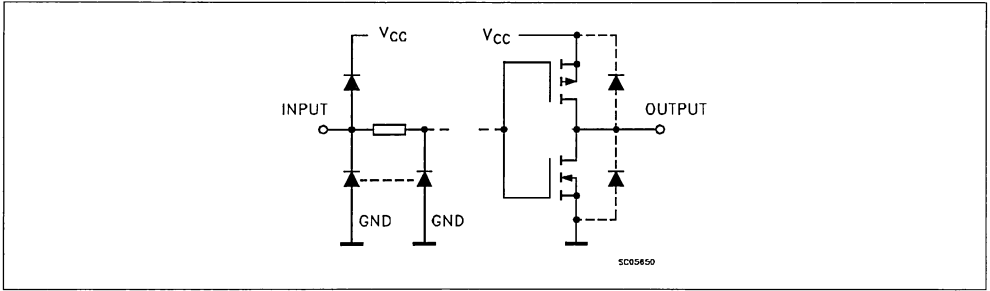 VCC
VCC
INPUT
OUTPUT
GND
GND
SC05650